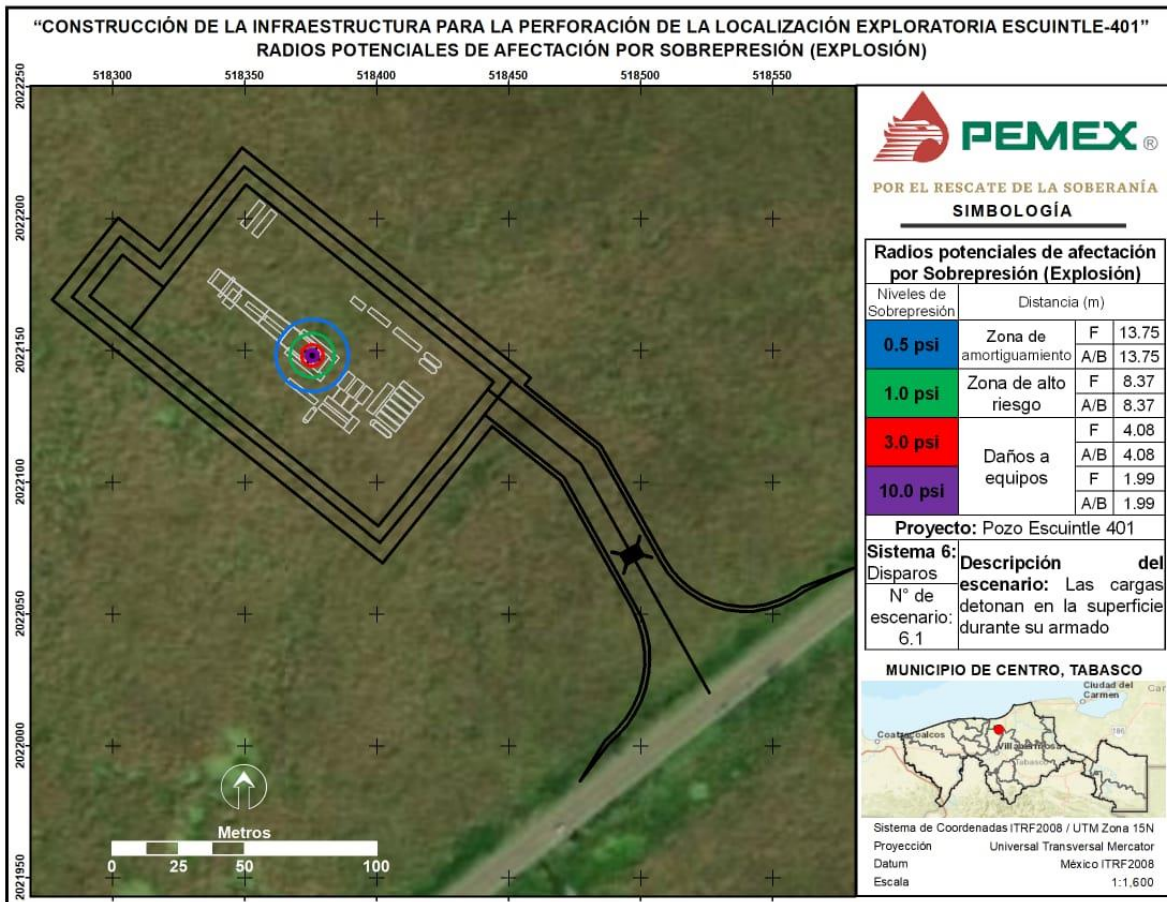 “CONSTRUCCIÓN DE LA INFRAESTRUCTURA PARA LA PERFORACIÓN DE LA LOCALIZACIÓN EXPLORATORIA ESCUINTLE-401”
RADIOS POTENCIALES DE AFECTACIÓN POR SOBREPRESIÓN (EXPLOSIÓN)
518300 518350 518400 518450 518500 518550
2022250
2022200
2022150
2022100
2022050
2022000
2021950
Metros
0 25 50 100
PEMEX ®
POR EL RESCATE DE LA SOBERANÍA
SIMBOLOGÍA
Radios potenciales de afectación
por Sobrepresión (Explosión)
Niveles de
Sobrepresión
Distancia (m)
0.5 psi
Zona de
amortiguamiento
F 13.75
A/B 13.75
1.0 psi
Zona de alto
riesgo
F 8.37
A/B 8.37
3.0 psi
Daños a
equipos
F 4.08
A/B 4.08
10.0 psi
F 1.99
A/B 1.99
Proyecto: Pozo Escuintle 401
Sistema 6:
Disparos
N° de
escenario:
6.1
Descripción del
escenario: Las cargas
detonan en la superficie
durante su armado
MUNICIPIO DE CENTRO, TABASCO
Ciudad del
Carmen
Car
186
Coatzacoalcos
Villahermosa
Tabasco
Sistema de Coordenadas ITRF2008 / UTM Zona 15N
Proyección Universal Transversal Mercator
Datum México ITRF2008
Escala 1:1,600